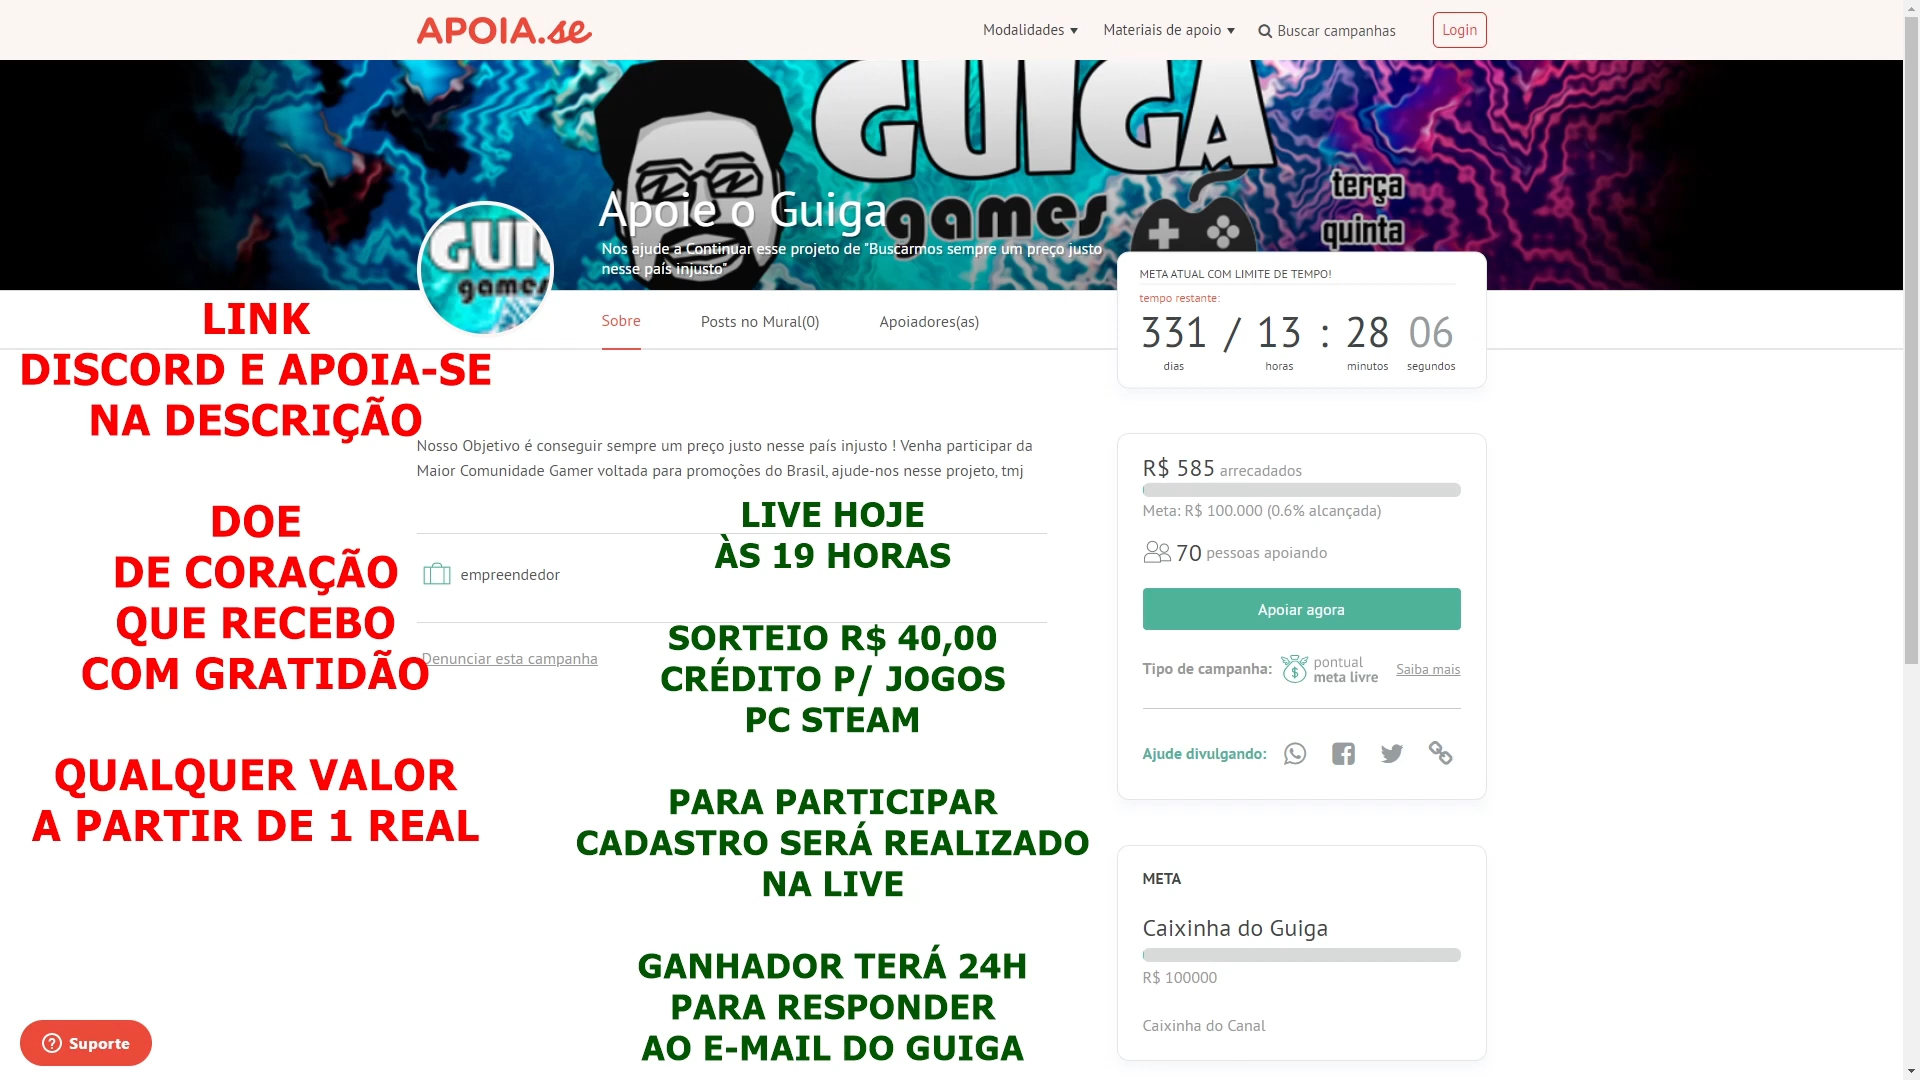 APOIA.se
Modalidades
Materiais de apoio
Buscar campanhas
Login
GUIGA
games
terça
quinta
Apoie o Guiga
Nos ajude a Continuar esse projeto de "Buscarmos sempre um preço justo
nesse país injusto"
GUI
games
META ATUAL COM LIMITE DE TEMPO!
tempo restante:
331 / 13 : 28 06
dias horas minutos segundos
Sobre
Posts no Mural(0)
Apoiadores(as)
LINK
DISCORD E APOIA-SE
NA DESCRIÇÃO
DOE
DE CORAÇÃO
QUE RECEBO
COM GRATIDÃO
QUALQUER VALOR
A PARTIR DE 1 REAL
Nosso Objetivo é conseguir sempre um preço justo nesse país injusto ! Venha participar da
Maior Comunidade Gamer voltada para promoções do Brasil, ajude-nos nesse projeto, tmj
empreendedor
Denunciar esta campanha
LIVE HOJE
ÀS 19 HORAS
SORTEIO R$ 40,00
CRÉDITO P/ JOGOS
PC STEAM
PARA PARTICIPAR
CADASTRO SERÁ REALIZADO
NA LIVE
GANHADOR TERÁ 24H
PARA RESPONDER
AO E-MAIL DO GUIGA
R$ 585 arrecadados
Meta: R$ 100.000 (0.6% alcançada)
70 pessoas apoiando
Apoiar agora
Tipo de campanha: pontual
meta livre
Saiba mais
Ajude divulgando:
META
Caixinha do Guiga
R$ 100000
Caixinha do Canal
Suporte